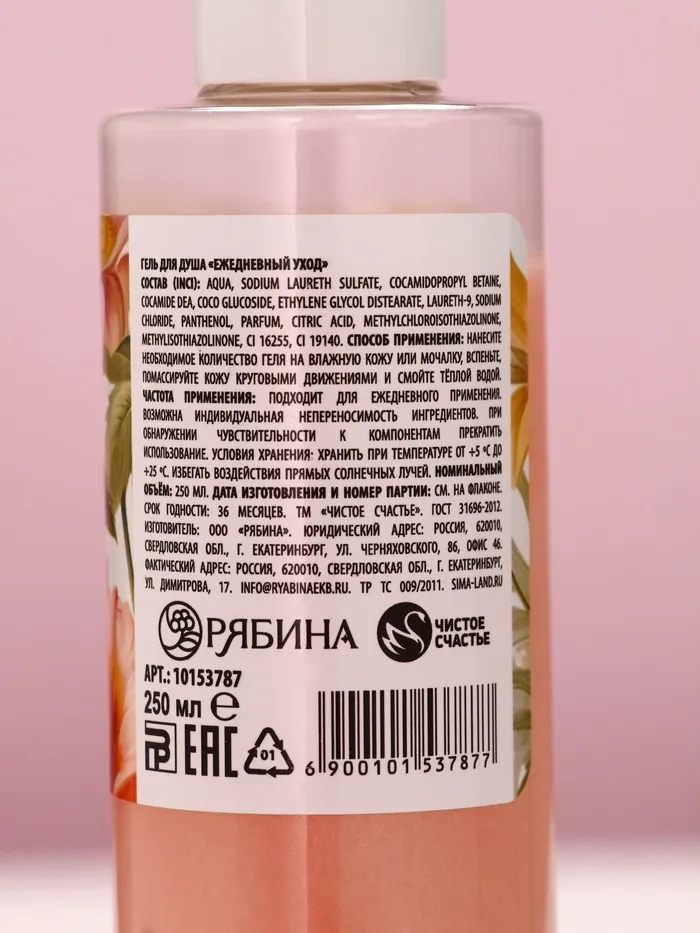 ГЕЛЬ ДЛЯ ДУША «ЕЖЕДНЕВНЫЙ УХОД»
СОСТАВ (INCI): AQUA, SODIUM LAURETH SULFATE, COCAMIDOPROPYL BETAINE,
COCAMIDE DEA, COCO GLUCOSIDE, ETHYLENE GLYCOL DISTEARATE, LAURETH-9, SODIUM
CHLORIDE, PANTHENOL, PARFUM, CITRIC ACID, METHYLCHLOROISOTHIAZOLINONE,
METHYLISOTHIAZOLINONE, CI 16255, CI 19140. СПОСОБ ПРИМЕНЕНИЯ: НАНЕСИТЕ
НЕОБХОДИМОЕ КОЛИЧЕСТВО ГЕЛЯ НА ВЛАЖНУЮ КОЖУ ИЛИ МОЧАЛКУ, ВСПЕНЬТЕ,
ПОМАССИРУЙТЕ КОЖУ КРУГОВЫМИ ДВИЖЕНИЯМИ И СМОЙТЕ ТЁПЛОЙ ВОДОЙ.
ЧАСТОТА ПРИМЕНЕНИЯ: ПОДХОДИТ ДЛЯ ЕЖЕДНЕВНОГО ПРИМЕНЕНИЯ.
ВОЗМОЖНА ИНДИВИДУАЛЬНАЯ НЕПЕРЕНОСИМОСТЬ ИНГРЕДИЕНТОВ. ПРИ
ОБНАРУЖЕНИИ ЧУВСТВИТЕЛЬНОСТИ К КОМПОНЕНТАМ ПРЕКРАТИТЬ
ИСПОЛЬЗОВАНИЕ. УСЛОВИЯ ХРАНЕНИЯ: ХРАНИТЬ ПРИ ТЕМПЕРАТУРЕ ОТ +5 °C ДО
+25 °C. ИЗБЕГАТЬ ВОЗДЕЙСТВИЯ ПРЯМЫХ СОЛНЕЧНЫХ ЛУЧЕЙ. НОМИНАЛЬНЫЙ
ОБЪЁМ: 250 МЛ. ДАТА ИЗГОТОВЛЕНИЯ И НОМЕР ПАРТИИ: СМ. НА ФЛАКОНЕ.
СРОК ГОДНОСТИ: 36 МЕСЯЦЕВ. ТМ «ЧИСТОЕ СЧАСТЬЕ». ГОСТ 31696-2012.
ИЗГОТОВИТЕЛЬ: ООО «РЯБИНА». ЮРИДИЧЕСКИЙ АДРЕС: РОССИЯ, 620010,
СВЕРДЛОВСКАЯ ОБЛ., Г. ЕКАТЕРИНБУРГ, УЛ. ЧЕРНЯХОВСКОГО, 86, ОФИС 46.
ФАКТИЧЕСКИЙ АДРЕС: РОССИЯ, 620010, СВЕРДЛОВСКАЯ ОБЛ., Г. ЕКАТЕРИНБУРГ,
УЛ. ДИМИТРОВА, 17. INFO@RYABINAEKB.RU. ТР ТС 009/2011. SIMA-LAND.RU
РЯБИНА
ЧИСТОЕ
СЧАСТЬЕ
АРТ.: 10153787
250 мл e
EAC
01
6 900101 537877